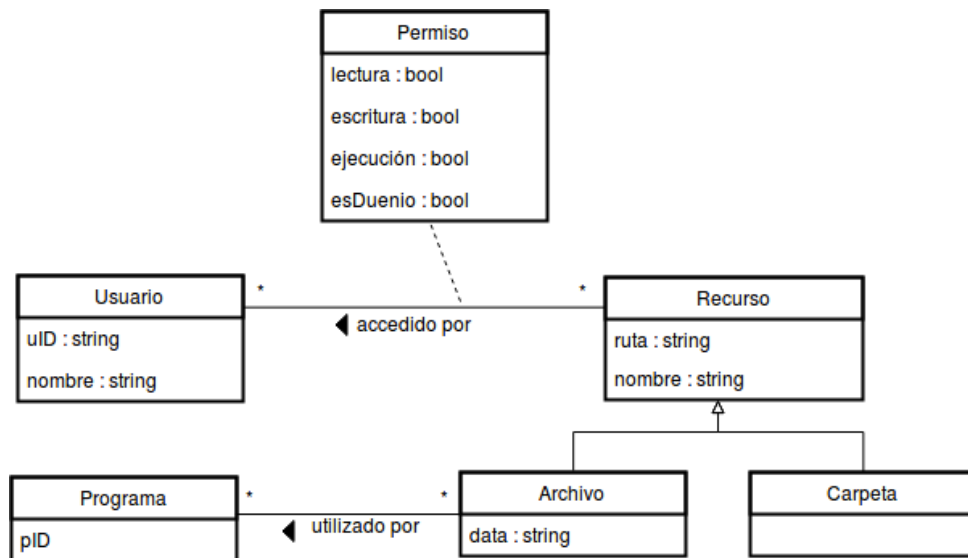 Permiso
lectura : bool
escritura : bool
ejecución : bool
esDuenio : bool
Usuario
uID : string
nombre : string
*
*
accedido por
Recurso
ruta : string
nombre : string
Programa
pID
*
*
utilizado por
Archivo
data : string
Carpeta